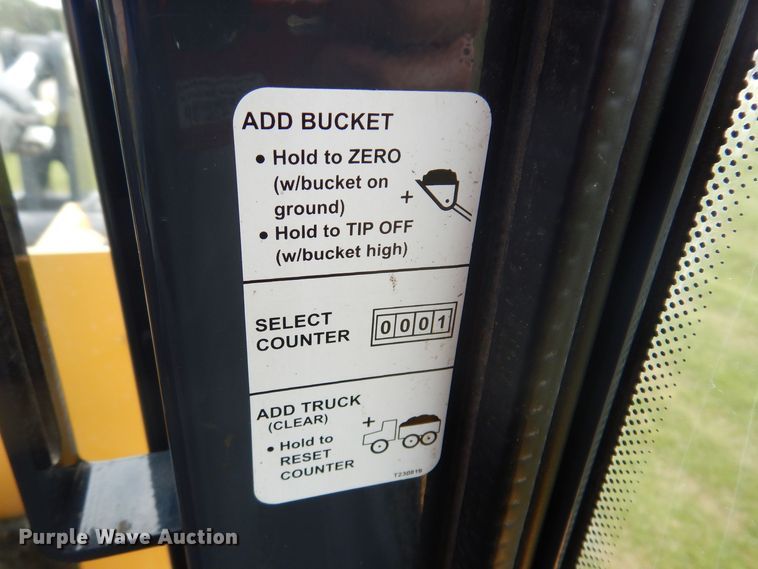 ADD BUCKET
• Hold to ZERO
(w/bucket on
ground)
+
• Hold to TIP OFF
(w/bucket high)
SELECT
COUNTER
0001
ADD TRUCK
(CLEAR)
+
• Hold to
RESET
COUNTER
T230819
Purple Wave Auction